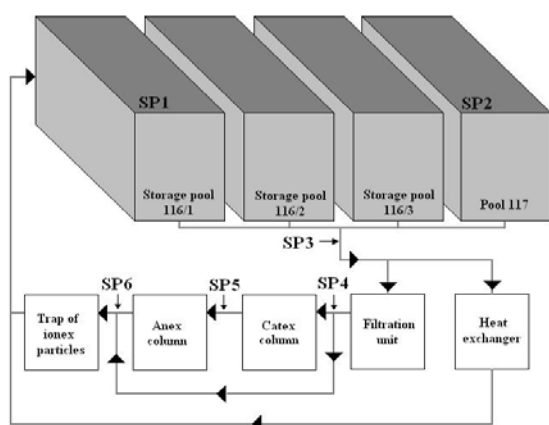 SP1
SP2
Storage pool
116/1
Storage pool
116/2
Storage pool
116/3
Pool 117
SP3
SP6
SP5
SP4
Trap of
ionex
particles
Anex
column
Catex
column
Filtration
unit
Heat
exchanger